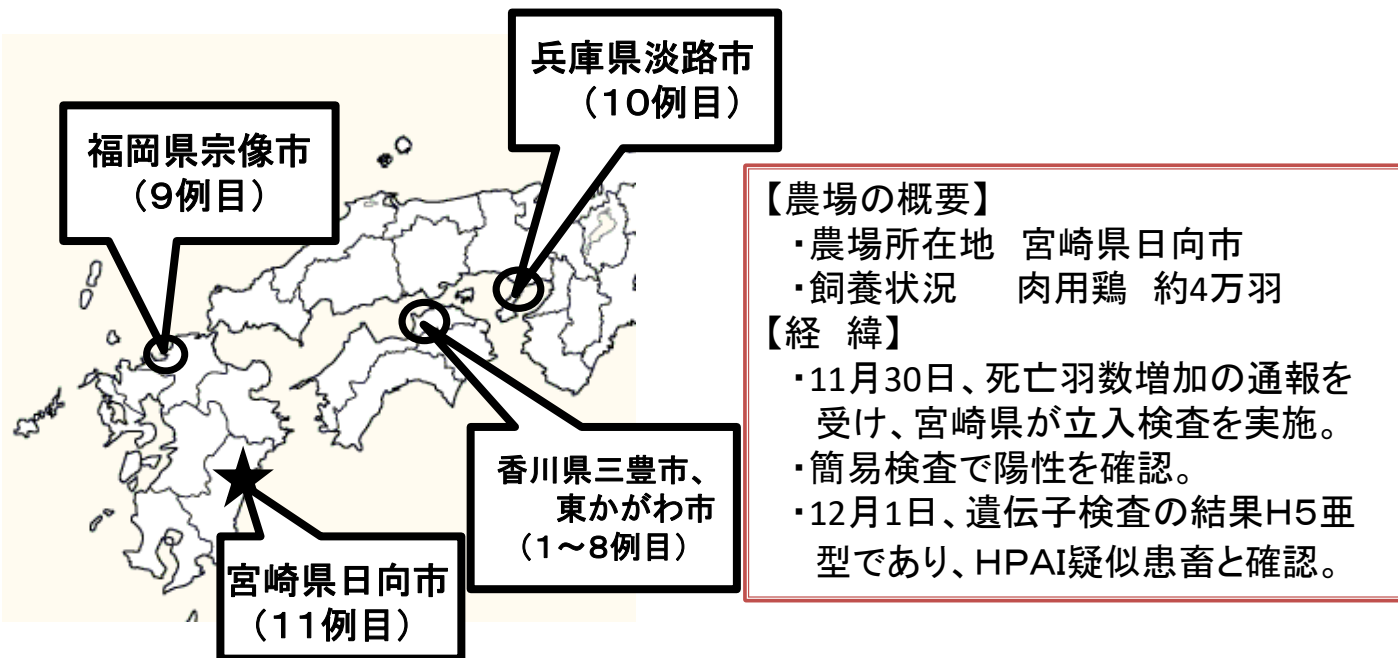 兵庫県淡路市
（10例目）
福岡県宗像市
（9例目）
香川県三豊市、
東かがわ市
（1～8例目）
宮崎県日向市
（11例目）
【農場の概要】
・農場所在地　宮崎県日向市
・飼養状況　　肉用鶏　約4万羽
【経　緯】
・11月30日、死亡羽数増加の通報を
受け、宮崎県が立入検査を実施。
・簡易検査で陽性を確認。
・12月1日、遺伝子検査の結果H5亜
型であり、HPAI疑似患畜と確認。